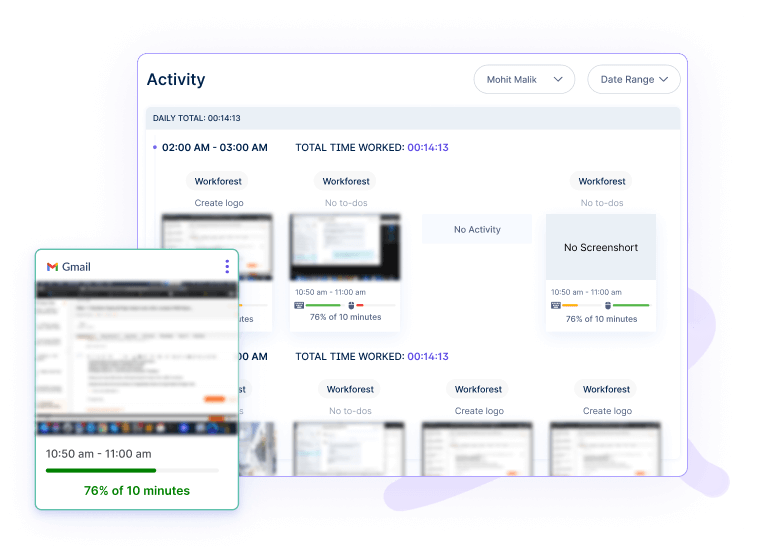 Activity
Mohit Malik
Date Range
DAILY TOTAL: 00:14:13
02:00 AM - 03:00 AM TOTAL TIME WORKED: 00:14:13
Workforest Workforest Workforest
Create logo No to-dos No to-dos
No Activity
No Screenshort
10:50 am - 11:00 am 10:50 am - 11:00 am
utes 76% of 10 minutes 76% of 10 minutes
00 AM TOTAL TIME WORKED: 00:14:13
st Workforest Workforest Workforest
s No to-dos Create logo Create logo
Gmail
10:50 am - 11:00 am
76% of 10 minutes